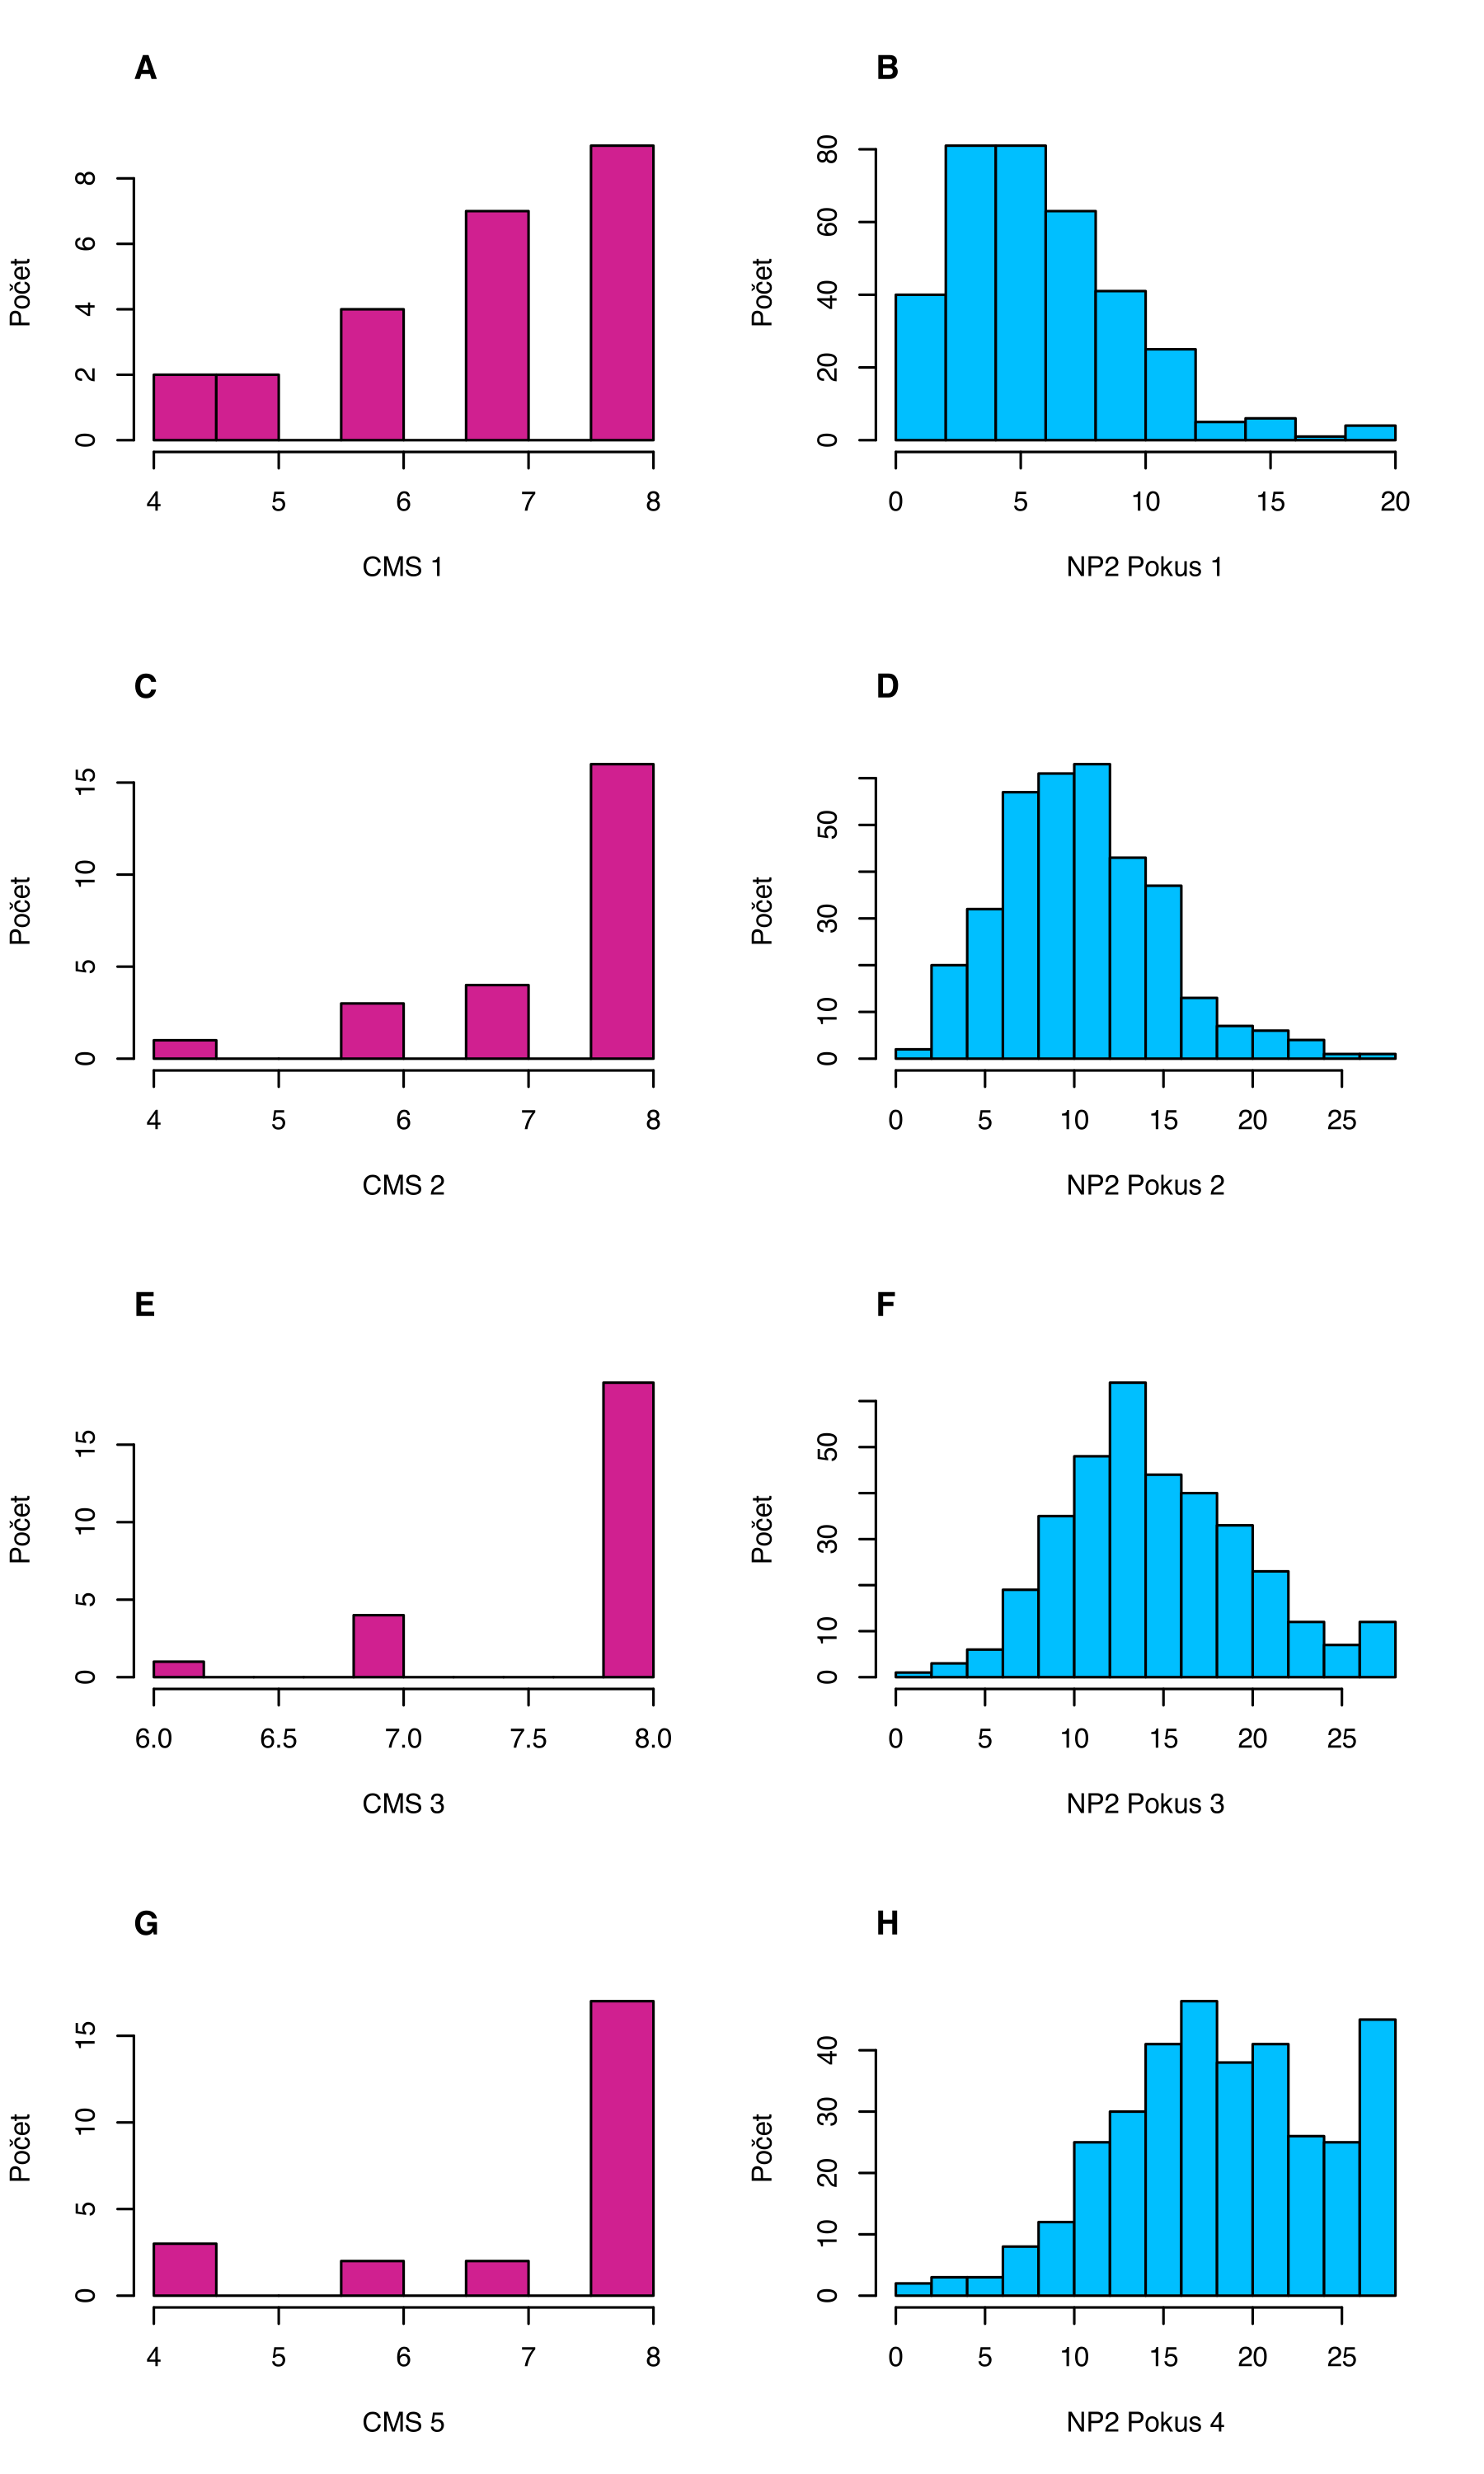 A
Počet
0 2 4 6 8
4 5 6 7 8
CMS 1
B
Počet
0 20 40 60 80
0 5 10 15 20
NP2 Pokus 1
C
Počet
0 5 10 15
4 5 6 7 8
CMS 2
D
Počet
0 10 30 50
0 5 10 15 20 25
NP2 Pokus 2
E
Počet
0 5 10 15
6.0 6.5 7.0 7.5 8.0
CMS 3
F
Počet
0 10 30 50
0 5 10 15 20 25
NP2 Pokus 3
G
Počet
0 5 10 15
4 5 6 7 8
CMS 5
H
Počet
0 10 20 30 40
0 5 10 15 20 25
NP2 Pokus 4